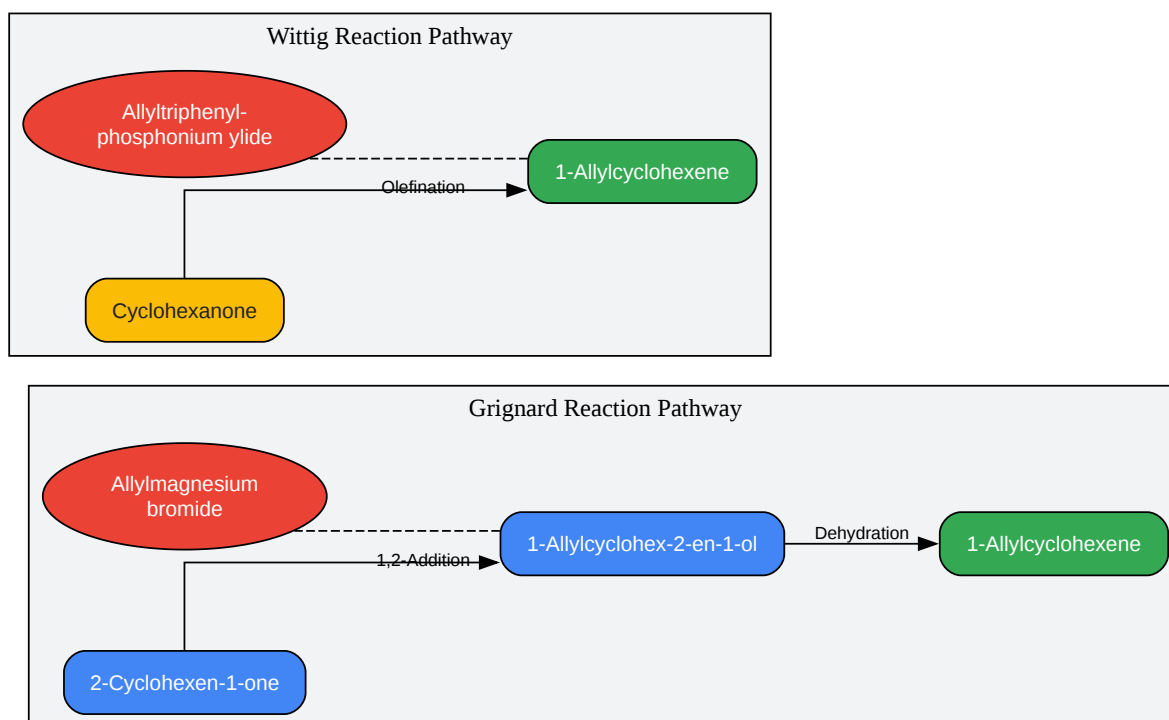 Wittig Reaction Pathway
Allyltriphenyl-
phosphonium ylide
1-Allylcyclohexene
Olefination
Cyclohexanone
Grignard Reaction Pathway
Allylmagnesium
bromide
1-Allylcyclohex-2-en-1-ol
Dehydration
1-Allylcyclohexene
1,2-Addition
2-Cyclohexen-1-one